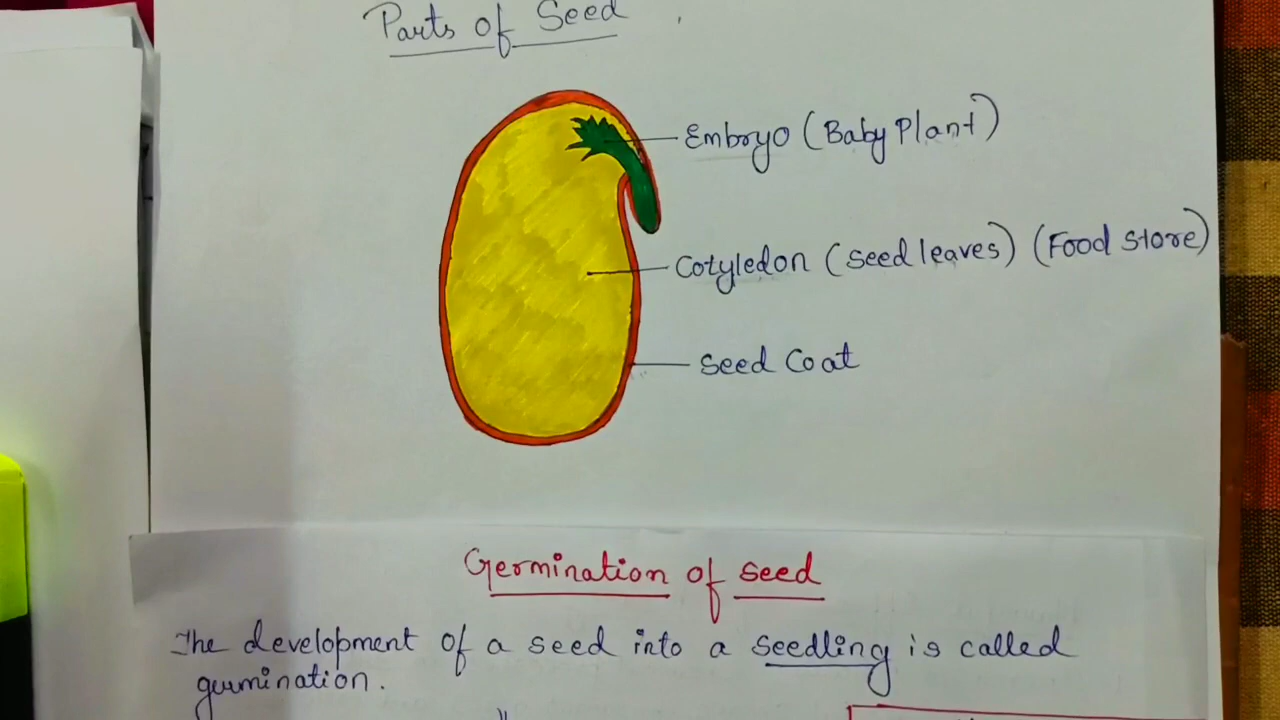 Parts of Seed
Embryo (Baby Plant)
Cotyledon (seed leaves) (Food store)
seed coat
Germination of seed
The development of a seed into a seedling is called
germination.